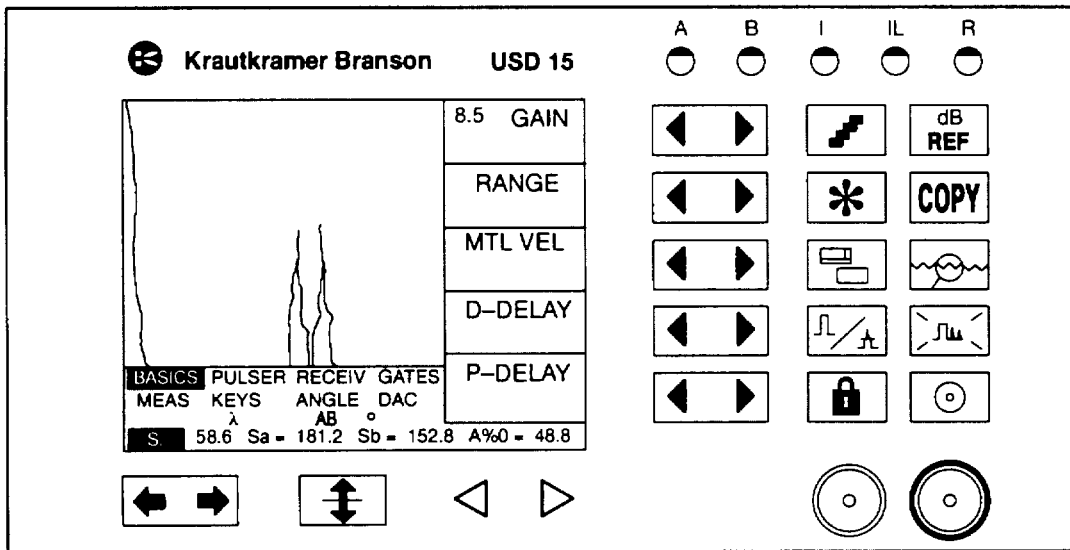 A B I IL R
Krautkramer Branson USD 15
8.5 GAIN
dB
REF
RANGE
COPY
MTL VEL
D-DELAY
P-DELAY
BASICS PULSER RECEIV GATES
MEAS KEYS ANGLE DAC
λ AB °
S. 58.6 Sa = 181.2 Sb = 152.8 A%0 = 48.8